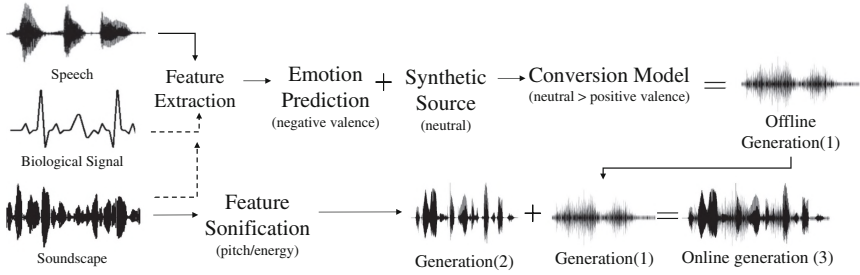 Speech
Feature
Extraction
Emotion
Prediction
(negative valence)
+
Synthetic
Source
(neutral)
Conversion Model
(neutral > positive valence)
=
Offline
Generation(1)
Biological Signal
Soundscape
Feature
Sonification
(pitch/energy)
Generation(2)
+
Generation(1)
=
Online generation (3)